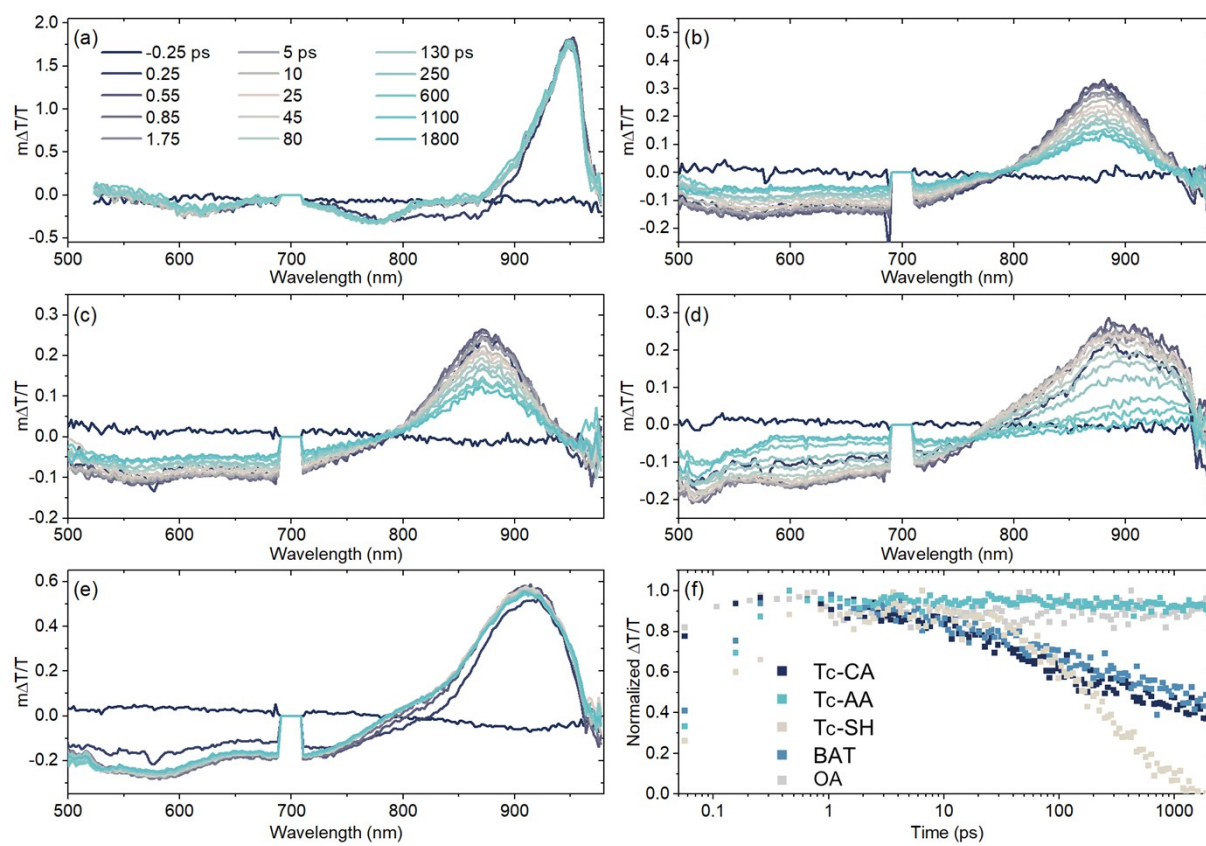 (a)
2.0
1.5
1.0
0.5
0.0
-0.5
mΔT/T
-0.25 ps
0.25
0.55
0.85
1.75
5 ps
10
25
45
80
130 ps
250
600
1100
1800
500 600 700 800 900
Wavelength (nm)
(b)
0.5
0.4
0.3
0.2
0.1
0.0
-0.1
-0.2
mΔT/T
500 600 700 800 900
Wavelength (nm)
(c)
0.3
0.2
0.1
0.0
-0.1
-0.2
mΔT/T
500 600 700 800 900
Wavelength (nm)
(d)
0.3
0.2
0.1
0.0
-0.1
-0.2
mΔT/T
500 600 700 800 900
Wavelength (nm)
(e)
0.6
0.4
0.2
0.0
-0.2
mΔT/T
500 600 700 800 900
Wavelength (nm)
(f)
1.0
0.8
0.6
0.4
0.2
0.0
Normalized ΔT/T
Tc-CA
Tc-AA
Tc-SH
BAT
OA
0.1 1 10 100 1000
Time (ps)